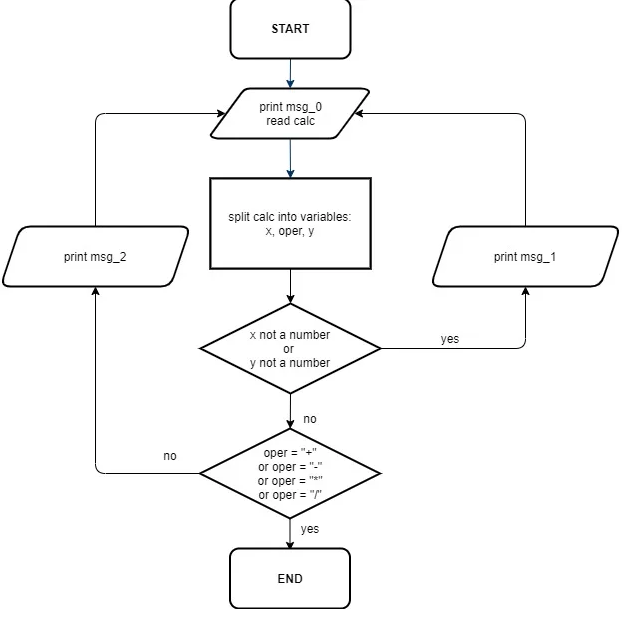 START
print msg_0
read calc
split calc into variables:
x, oper, y
print msg_2
print msg_1
x not a number
or
y not a number
yes
no
oper = "+"
or oper = "-"
or oper = "*"
or oper = "/"
no
yes
END